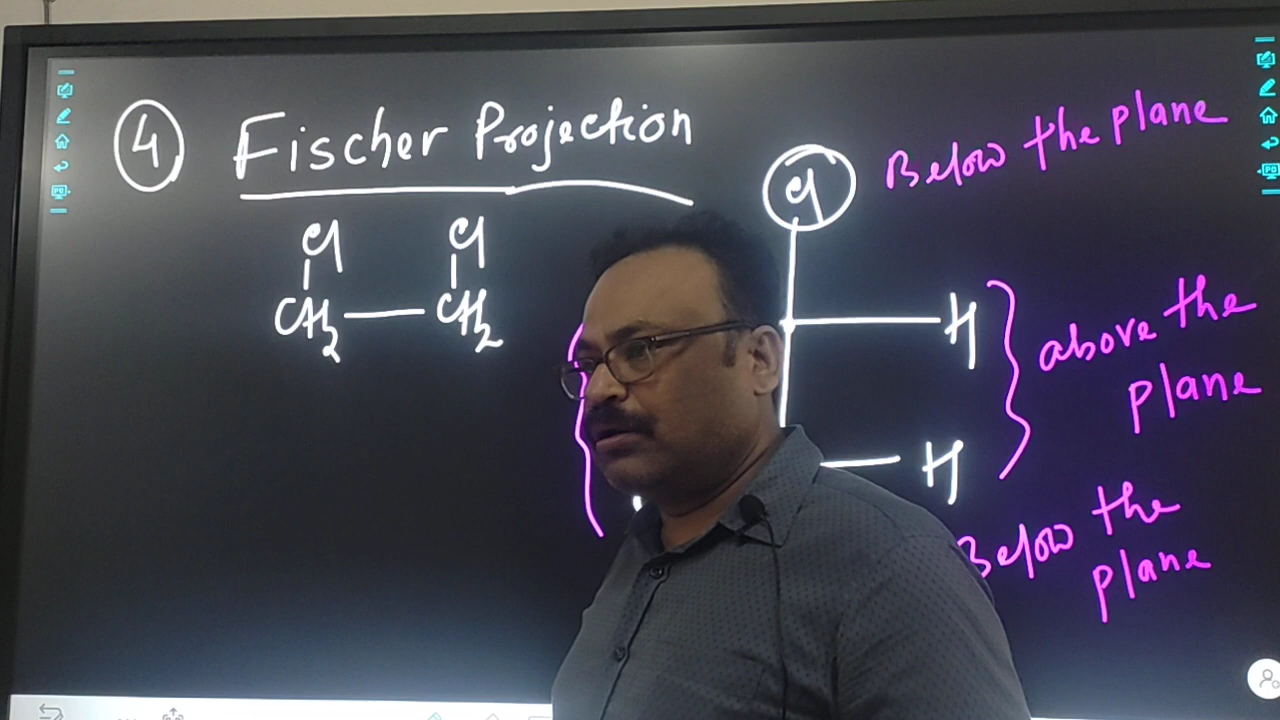 4 Fischer Projection
Cl Cl
CH2 — CH2
Cl Below the plane
H
above the
plane
H
Below the
plane